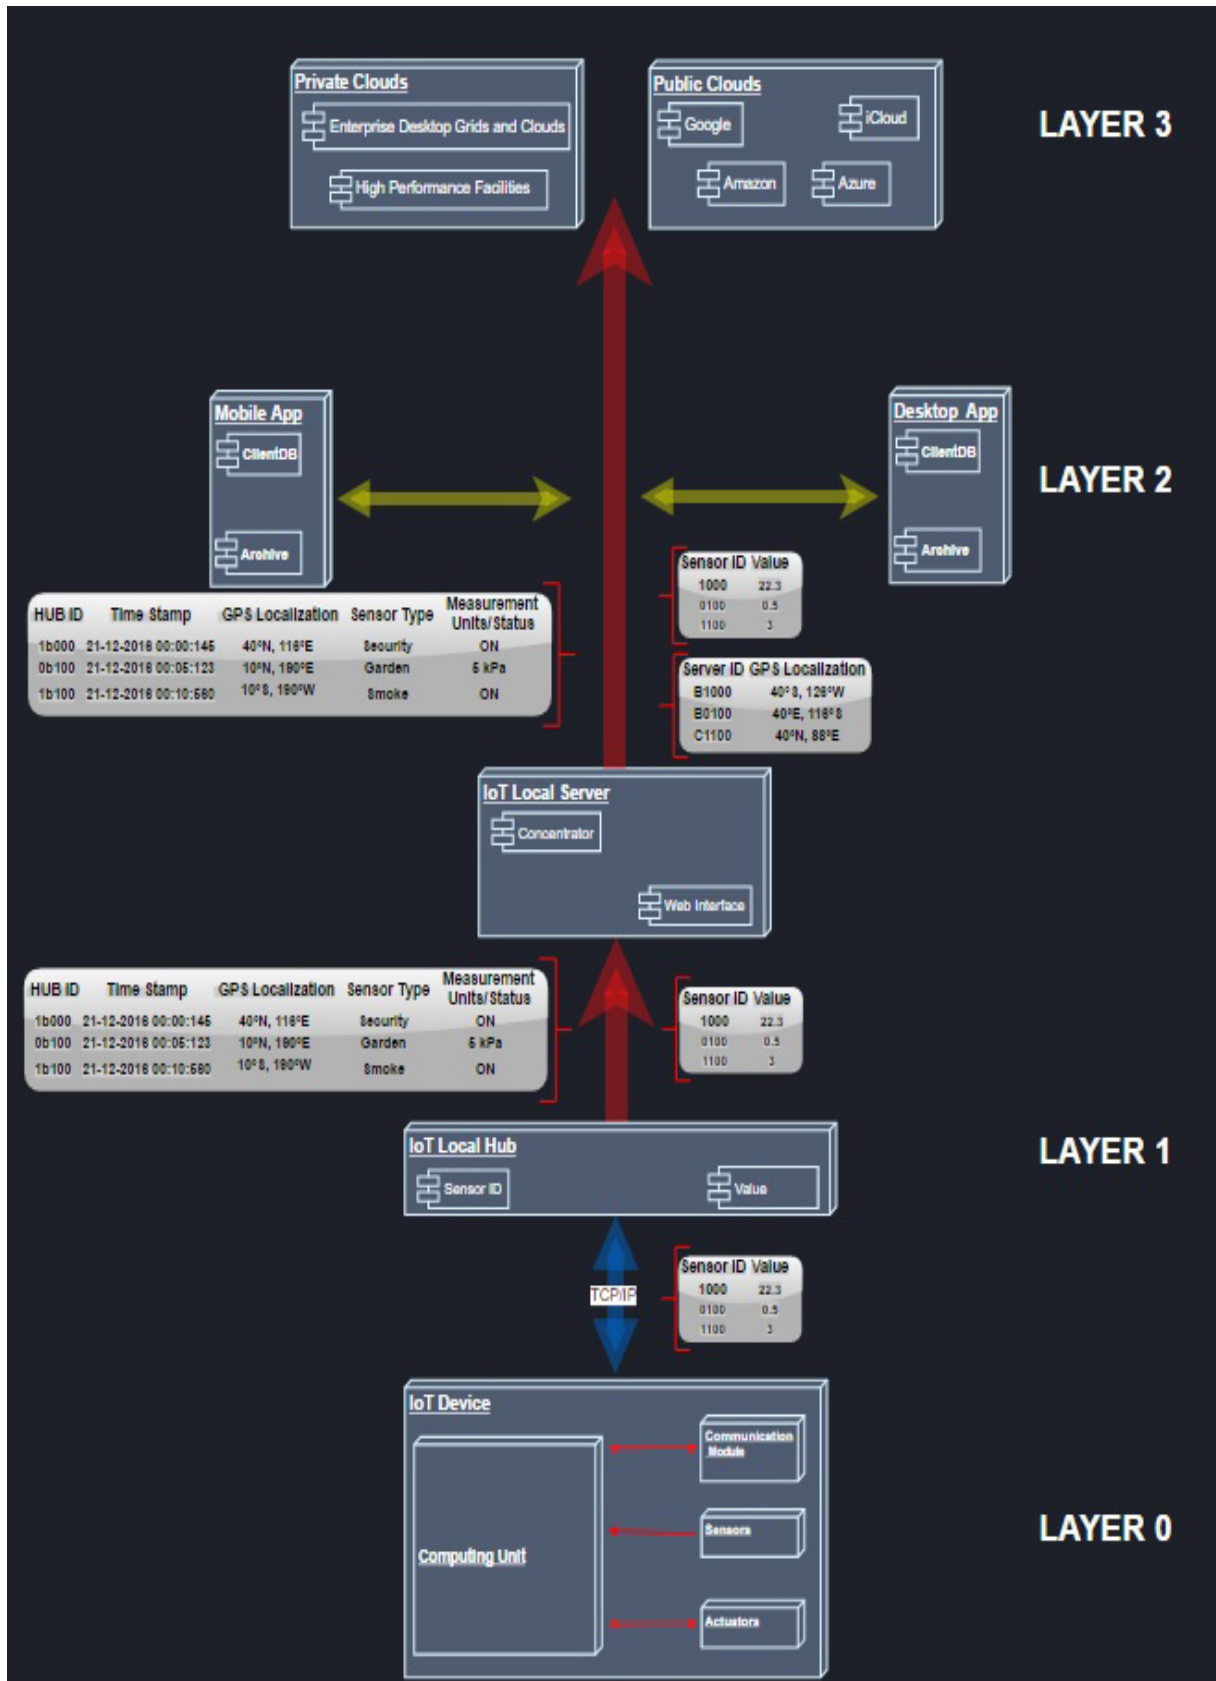 Private Clouds
Enterprise Desktop Grids and Clouds
High Performance Facilities
Public Clouds
Google
iCloud
Amazon
Azure
LAYER 3
Mobile App
ClientDB
Archive
Desktop App
ClientDB
Archive
LAYER 2
HUB ID Time Stamp GPS Localization Sensor Type Measurement Units/Status
1b000 21-12-2016 00:00:145 40ºN, 116ºE Security ON
0b100 21-12-2016 00:05:123 10ºN, 180ºE Garden 5 kPa
1b100 21-12-2016 00:10:560 10ºS, 180ºW Smoke ON
Sensor ID Value
1000 22.3
0100 0.5
1100 3
Server ID GPS Localization
B1000 40ºS, 126ºW
B0100 40ºE, 116ºS
C1100 40ºN, 88ºE
IoT Local Server
Concentrator
Web Interface
HUB ID Time Stamp GPS Localization Sensor Type Measurement Units/Status
1b000 21-12-2016 00:00:145 40ºN, 116ºE Security ON
0b100 21-12-2016 00:05:123 10ºN, 180ºE Garden 5 kPa
1b100 21-12-2016 00:10:560 10ºS, 180ºW Smoke ON
Sensor ID Value
1000 22.3
0100 0.5
1100 3
IoT Local Hub
Sensor ID
Value
LAYER 1
TCP/IP
Sensor ID Value
1000 22.3
0100 0.5
1100 3
IoT Device
Computing Unit
Communication
Module
Sensors
Actuators
LAYER 0